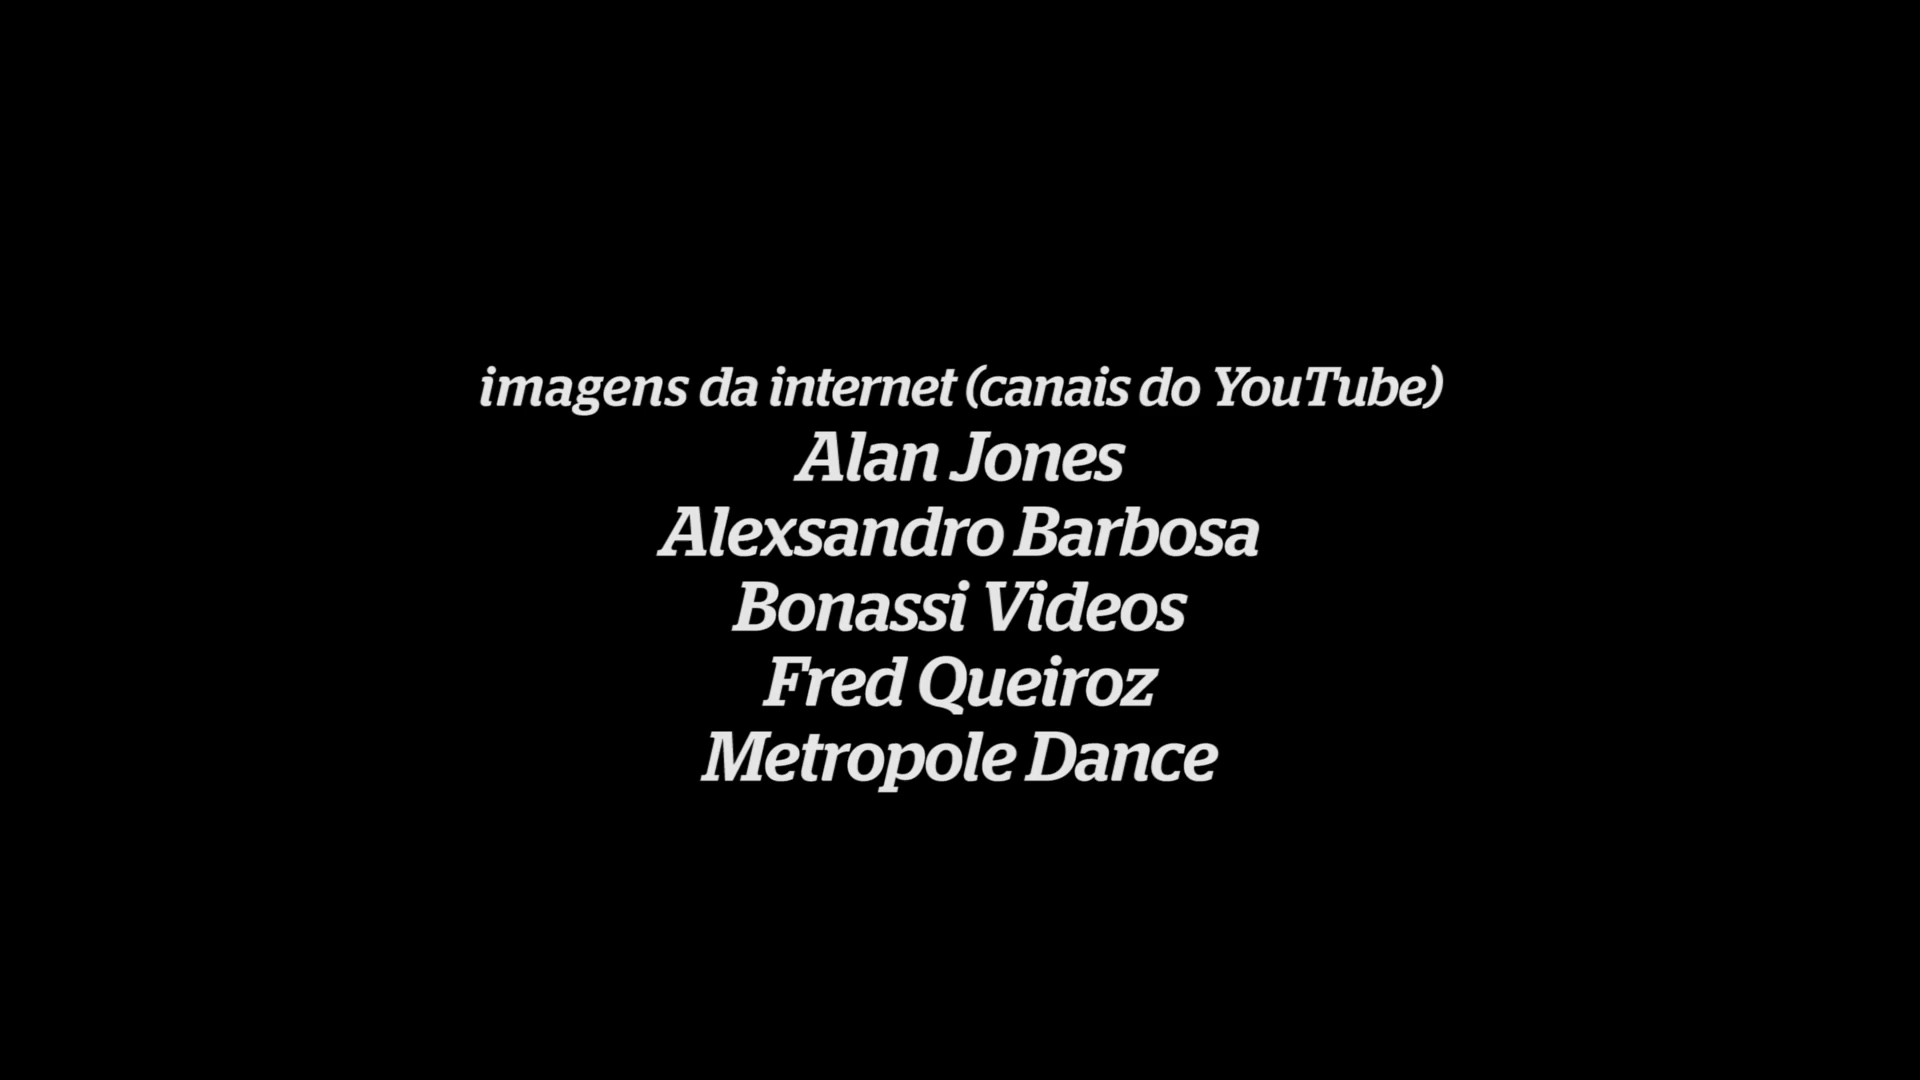 imagens da internet (canais do YouTube)
Alan Jones
Alexsandro Barbosa
Bonassi Videos
Fred Queiroz
Metropole Dance